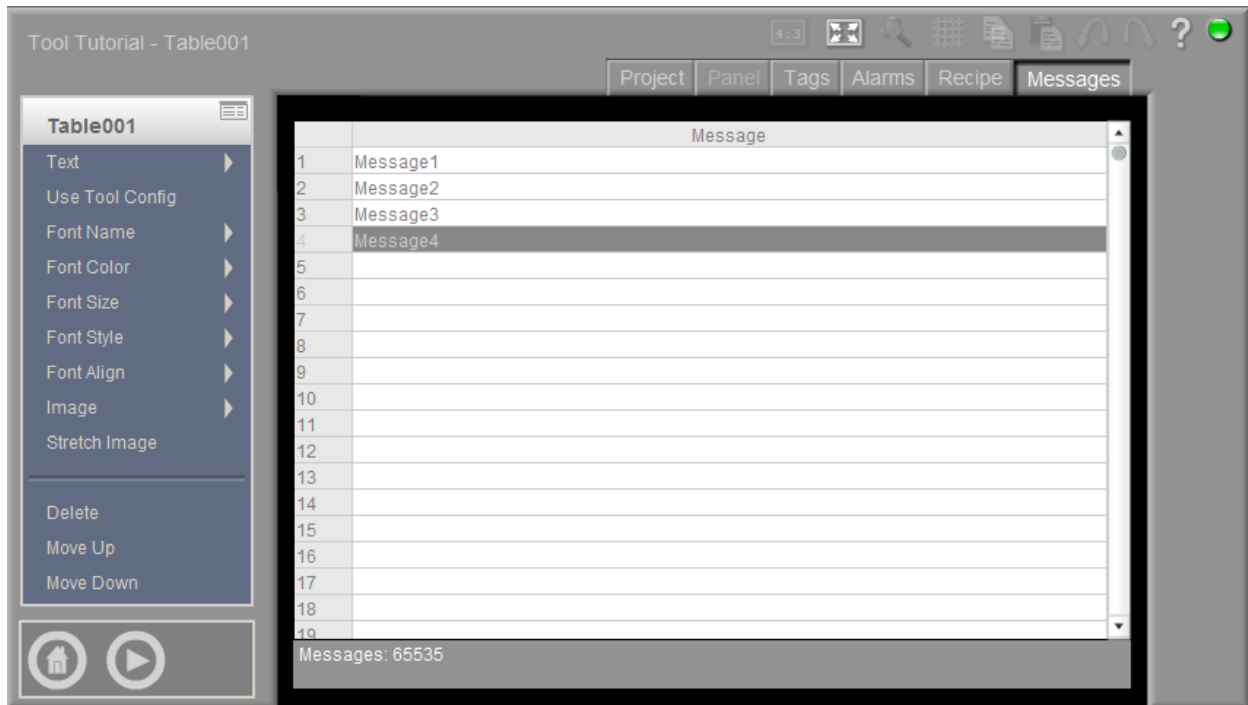 Tool Tutorial - Table001
4:3
?
Project Panel Tags Alarms Recipe Messages
Table001
Text
Use Tool Config
Font Name
Font Color
Font Size
Font Style
Font Align
Image
Stretch Image
Delete
Move Up
Move Down
Message
1 Message1
2 Message2
3 Message3
4 Message4
5
6
7
8
9
10
11
12
13
14
15
16
17
18
19
Messages: 65535